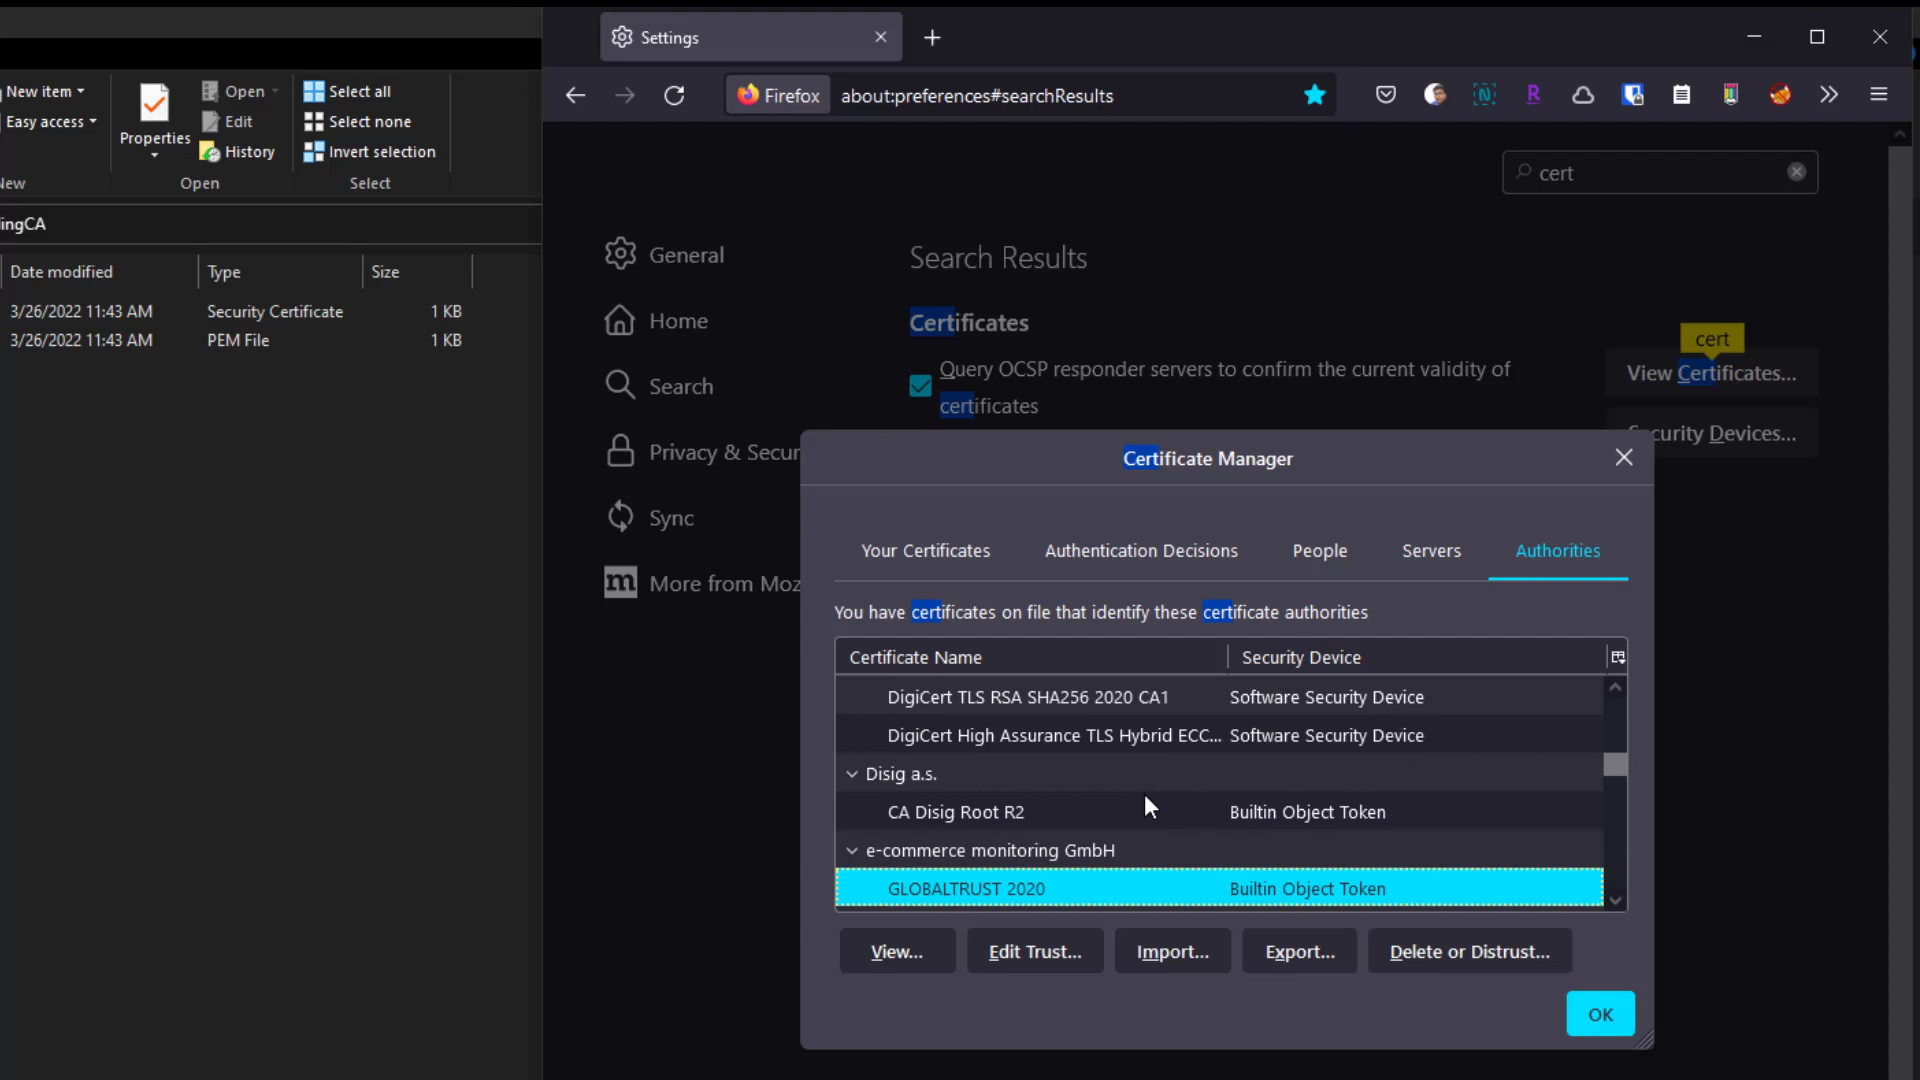 New item
Easy access
ew
Properties
Open
Edit
History
Open
Select all
Select none
Invert selection
Select
ingCA
Date modified Type Size
3/26/2022 11:43 AM Security Certificate 1 KB
3/26/2022 11:43 AM PEM File 1 KB
Settings
Firefox about:preferences#searchResults
N
R
cert
General
Home
Search
Privacy & Secur
Sync
m More from Moz
Search Results
Certificates
Query OCSP responder servers to confirm the current validity of
certificates
cert
View Certificates...
curity Devices...
Certificate Manager
Your Certificates Authentication Decisions People Servers Authorities
You have certificates on file that identify these certificate authorities
Certificate Name Security Device
DigiCert TLS RSA SHA256 2020 CA1 Software Security Device
DigiCert High Assurance TLS Hybrid ECC... Software Security Device
Disig a.s.
CA Disig Root R2 Builtin Object Token
e-commerce monitoring GmbH
GLOBALTRUST 2020 Builtin Object Token
View... Edit Trust... Import... Export... Delete or Distrust...
OK